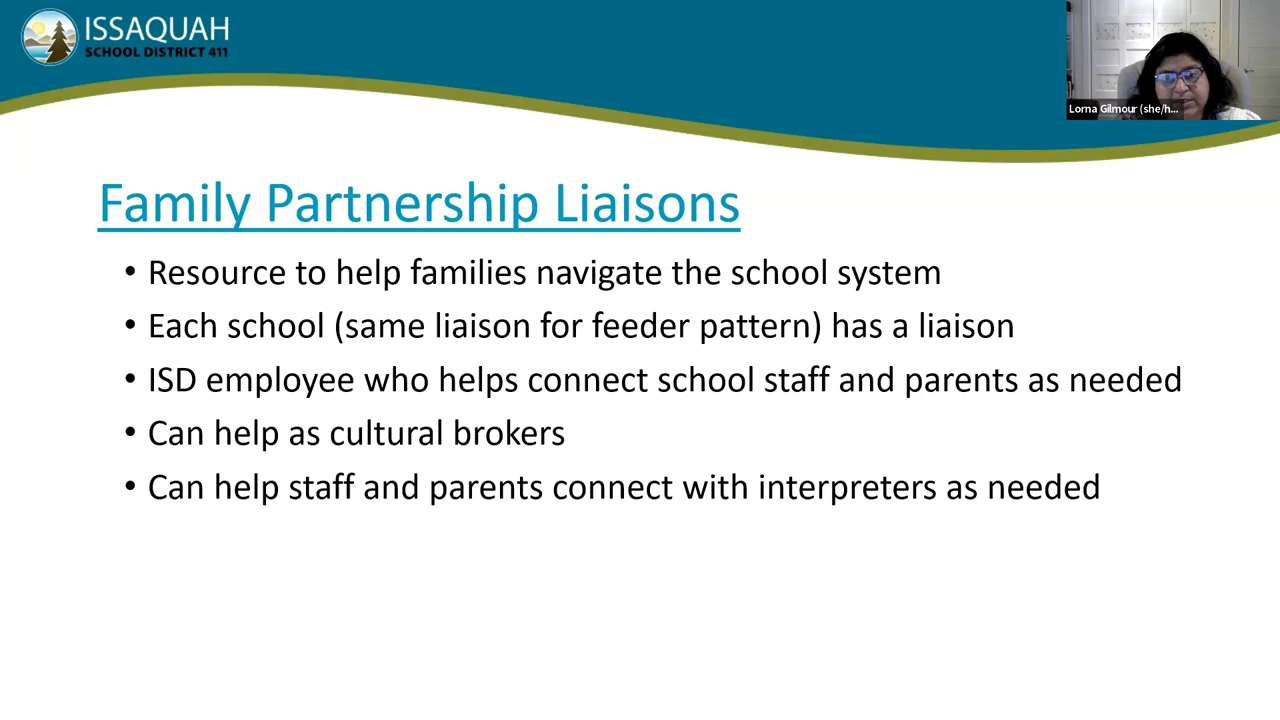 ISSAQUAH
SCHOOL DISTRICT 411
Lorna Gilmour (she/h...
Family Partnership Liaisons
• Resource to help families navigate the school system
• Each school (same liaison for feeder pattern) has a liaison
• ISD employee who helps connect school staff and parents as needed
• Can help as cultural brokers
• Can help staff and parents connect with interpreters as needed